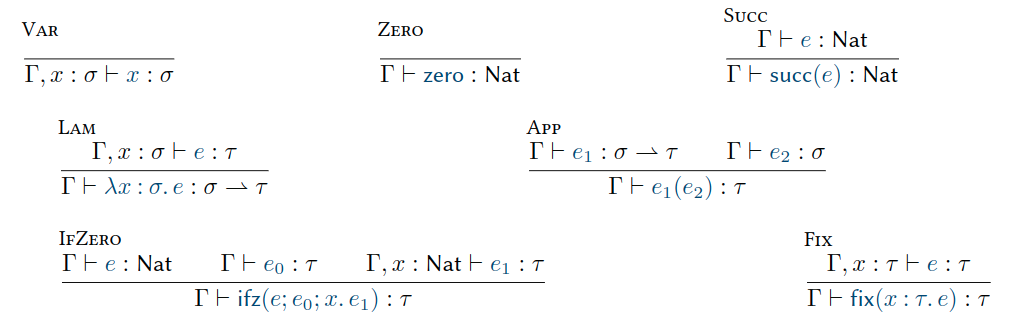 VAR
Γ, x : σ ⊢ x : σ
ZERO
Γ ⊢ zero : Nat
SUCC
Γ ⊢ e : Nat
Γ ⊢ succ(e) : Nat
LAM
Γ, x : σ ⊢ e : τ
Γ ⊢ λx : σ. e : σ ⇀ τ
APP
Γ ⊢ e₁ : σ ⇀ τ Γ ⊢ e₂ : σ
Γ ⊢ e₁(e₂) : τ
IFZERO
Γ ⊢ e : Nat Γ ⊢ e₀ : τ Γ, x : Nat ⊢ e₁ : τ
Γ ⊢ ifz(e; e₀; x. e₁) : τ
FIX
Γ, x : τ ⊢ e : τ
Γ ⊢ fix(x : τ. e) : τ